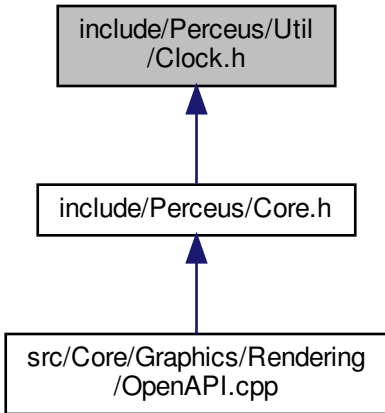 include/Perceus/Util
/Clock.h
include/Perceus/Core.h
src/Core/Graphics/Rendering
/OpenAPI.cpp